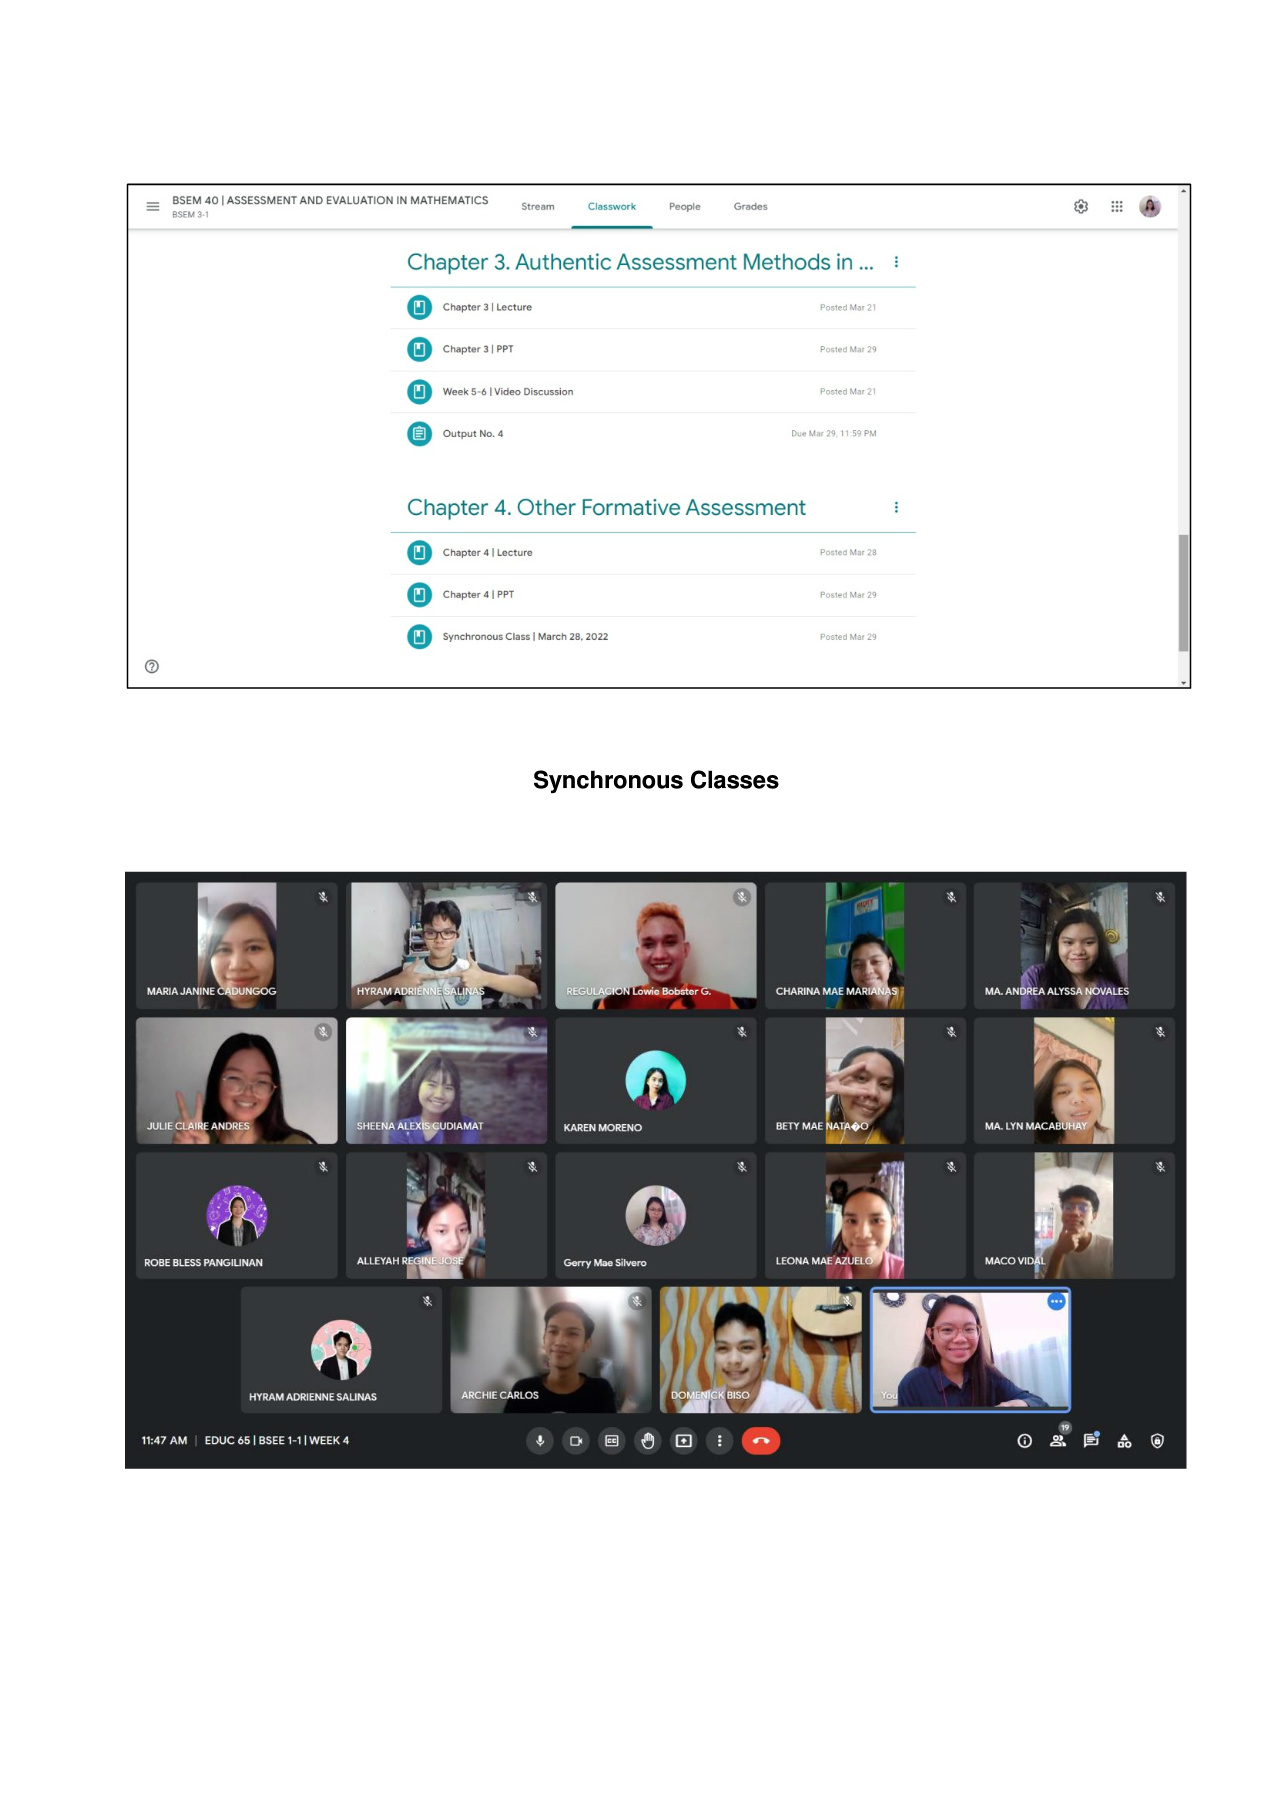 BSEM 40 | ASSESSMENT AND EVALUATION IN MATHEMATICS
BSEM 3-1
Stream Classwork People Grades
Chapter 3. Authentic Assessment Methods in ...
Chapter 3 | Lecture Posted Mar 21
Chapter 3 | PPT Posted Mar 29
Week 5-6 | Video Discussion Posted Mar 21
Output No. 4 Due Mar 29, 11:59 PM
Chapter 4. Other Formative Assessment
Chapter 4 | Lecture Posted Mar 28
Chapter 4 | PPT Posted Mar 29
Synchronous Class | March 28, 2022 Posted Mar 29
Synchronous Classes
MARIA JANINE CADUNGOG
HYRAM ADRIENNE SALINAS
REGULACION Lowie Bobster G.
CHARINA MAE MARIANAS
MA. ANDREA ALYSSA NOVALES
JULIE CLAIRE ANDRES
SHEENA ALEXIS CUDIAMAT
KAREN MORENO
BETY MAE NATA�O
MA. LYN MACABUHAY
ROBE BLESS PANGILINAN
ALLEYAH REGINE JOSE
Gerry Mae Silvero
LEONA MAE AZUELO
MACO VIDAL
HYRAM ADRIENNE SALINAS
ARCHIE CARLOS
DOMENICK BISO
You
11:47 AM | EDUC 65 | BSEE 1-1 | WEEK 4
19